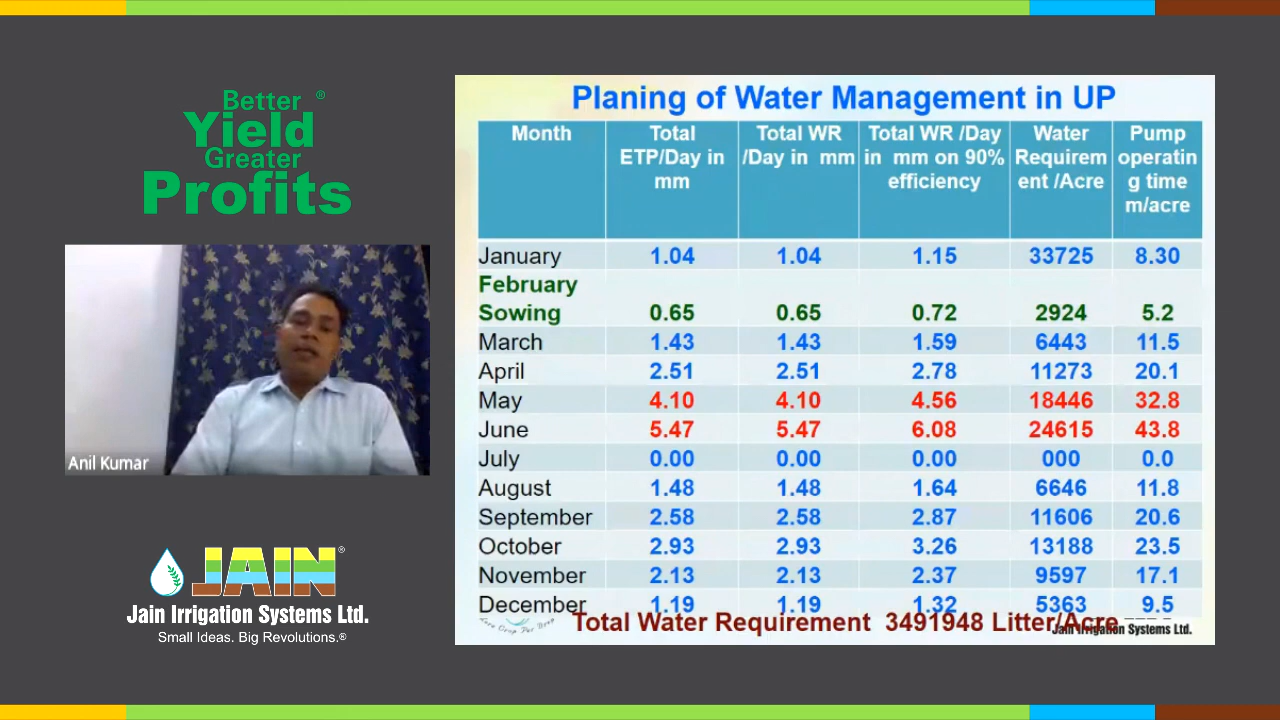 Better ®
Yield
Greater
Profits
Anil Kumar
JAIN®
Jain Irrigation Systems Ltd.
Small Ideas. Big Revolutions.®
Planing of Water Management in UP
Month Total ETP/Day in mm Total WR /Day in mm Total WR /Day in mm on 90% efficiency Water Requirem ent /Acre Pump operatin g time m/acre
January 1.04 1.04 1.15 33725 8.30
February
Sowing 0.65 0.65 0.72 2924 5.2
March 1.43 1.43 1.59 6443 11.5
April 2.51 2.51 2.78 11273 20.1
May 4.10 4.10 4.56 18446 32.8
June 5.47 5.47 6.08 24615 43.8
July 0.00 0.00 0.00 000 0.0
August 1.48 1.48 1.64 6646 11.8
September 2.58 2.58 2.87 11606 20.6
October 2.93 2.93 3.26 13188 23.5
November 2.13 2.13 2.37 9597 17.1
December 1.19 1.19 1.32 5363 9.5
Total Water Requirement 3491948 Litter/Acre
Jain Irrigation Systems Ltd.